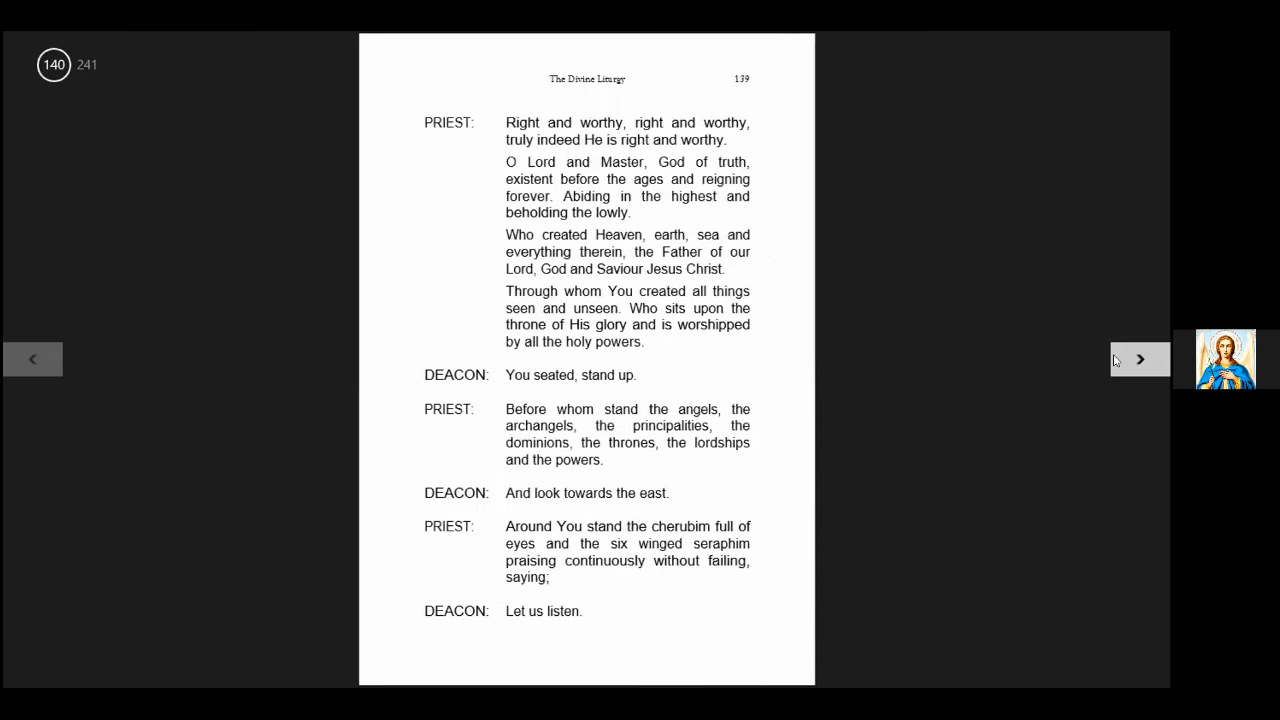 140 241
The Divine Liturgy 139
PRIEST: Right and worthy, right and worthy,
truly indeed He is right and worthy.
O Lord and Master, God of truth,
existent before the ages and reigning
forever. Abiding in the highest and
beholding the lowly.
Who created Heaven, earth, sea and
everything therein, the Father of our
Lord, God and Saviour Jesus Christ.
Through whom You created all things
seen and unseen. Who sits upon the
throne of His glory and is worshipped
by all the holy powers.
DEACON: You seated, stand up.
PRIEST: Before whom stand the angels, the
archangels, the principalities, the
dominions, the thrones, the lordships
and the powers.
DEACON: And look towards the east.
PRIEST: Around You stand the cherubim full of
eyes and the six winged seraphim
praising continuously without failing,
saying;
DEACON: Let us listen.